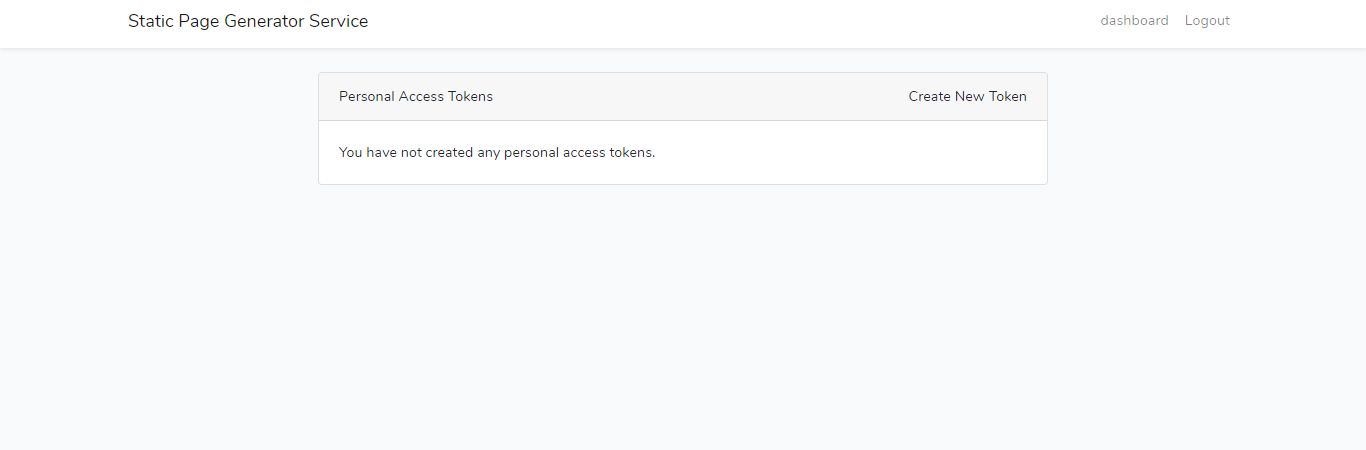 Static Page Generator Service
dashboard Logout
Personal Access Tokens
Create New Token
You have not created any personal access tokens.